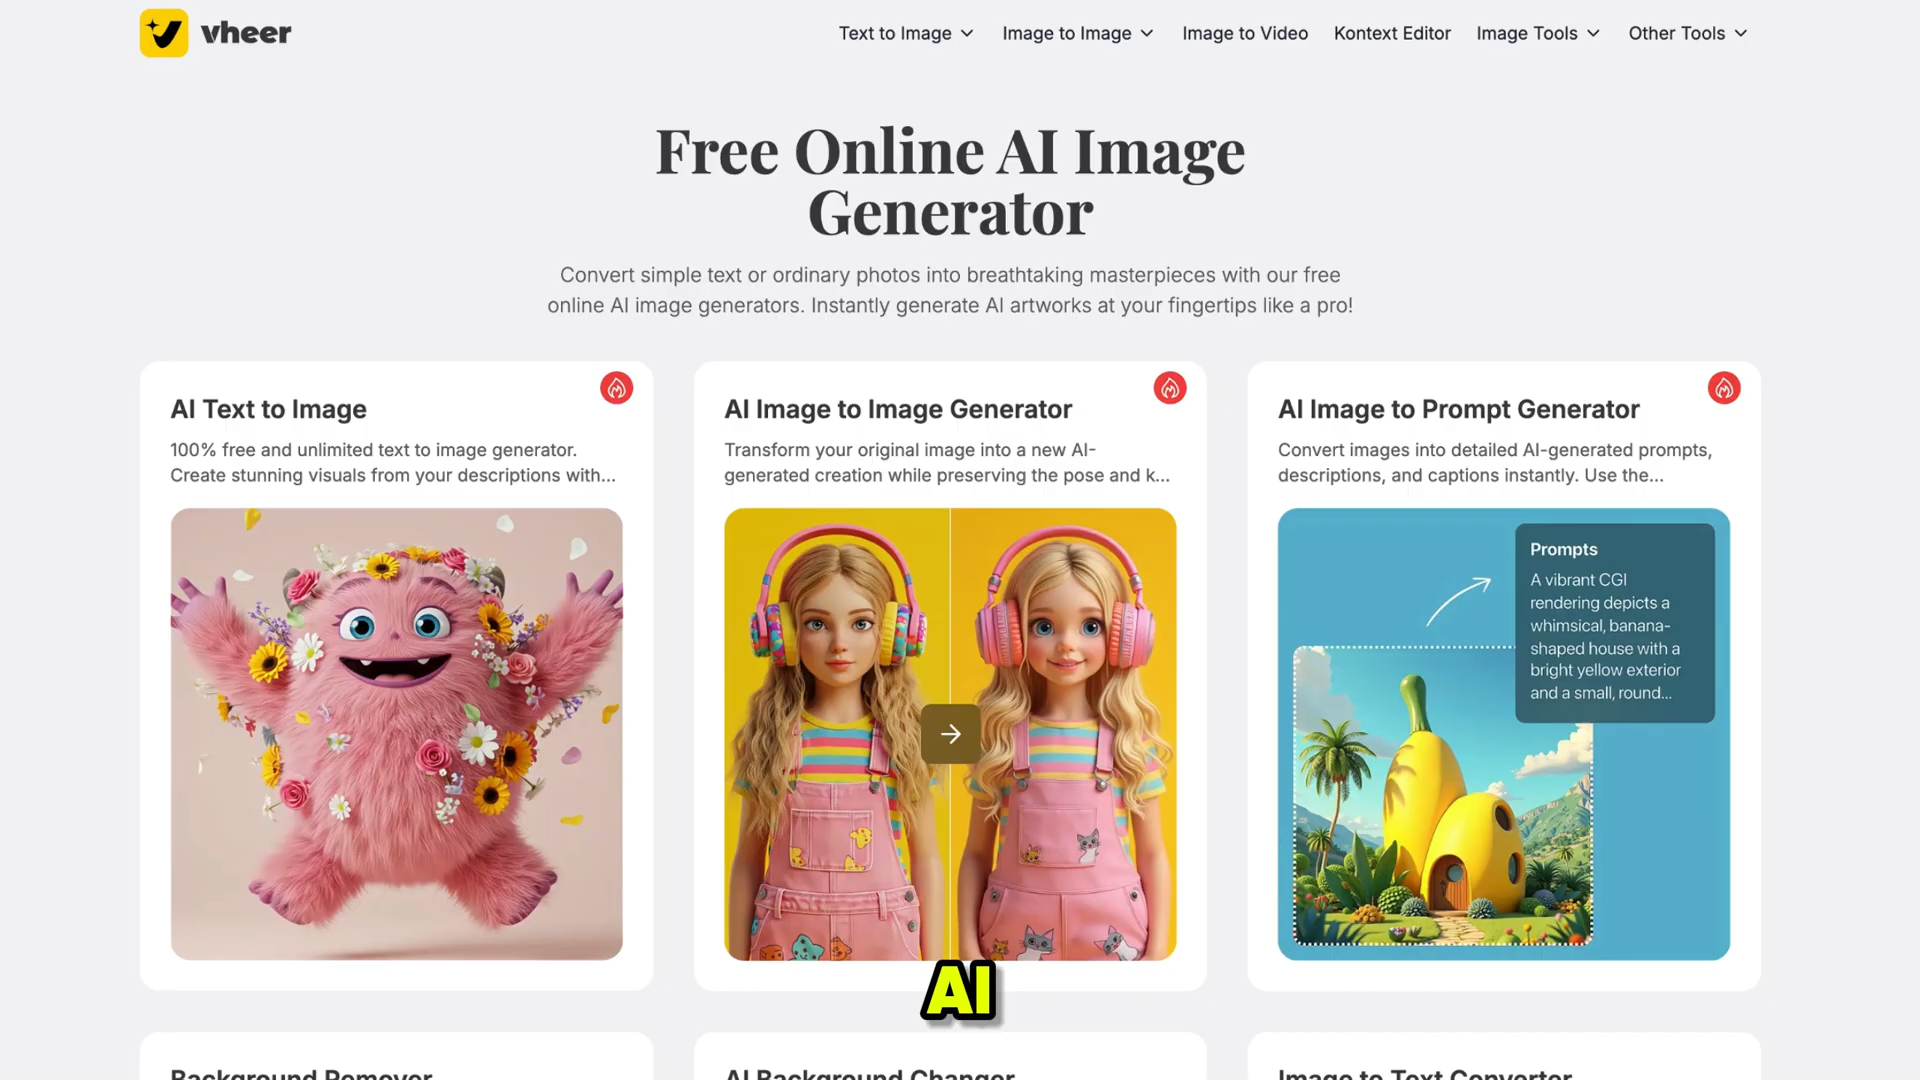 vheer
Text to Image
Image to Image
Image to Video
Kontext Editor
Image Tools
Other Tools
Free Online AI Image
Generator
Convert simple text or ordinary photos into breathtaking masterpieces with our free
online AI image generators. Instantly generate AI artworks at your fingertips like a pro!
AI Text to Image
100% free and unlimited text to image generator.
Create stunning visuals from your descriptions with...
AI Image to Image Generator
Transform your original image into a new AI-
generated creation while preserving the pose and k...
AI Image to Prompt Generator
Convert images into detailed AI-generated prompts,
descriptions, and captions instantly. Use the...
Prompts
A vibrant CGI
rendering depicts a
whimsical, banana-
shaped house with a
bright yellow exterior
and a small, round...
AI
Background Remover
AI Background Changer
Image to Text Convertor